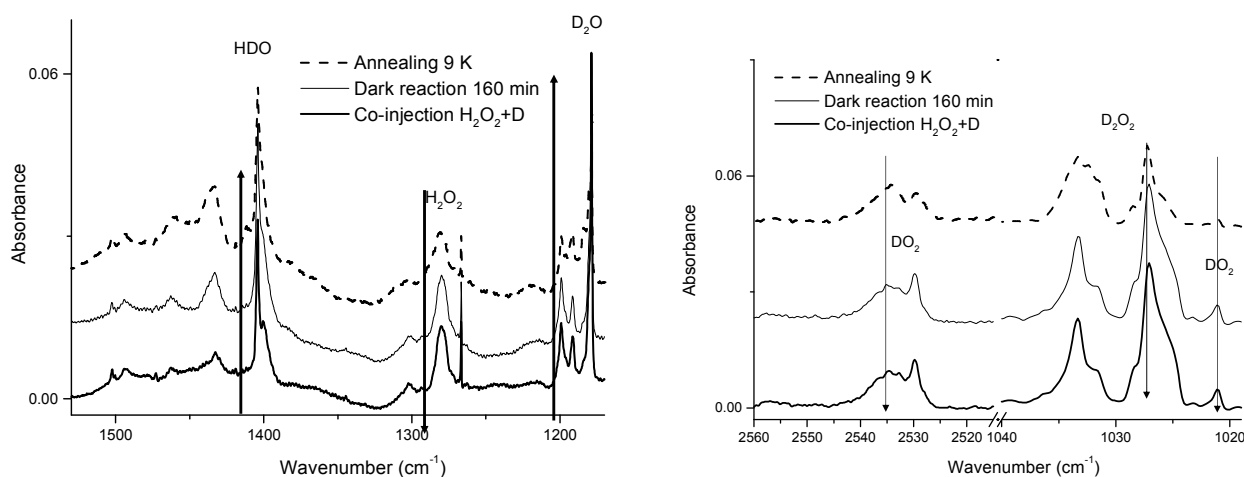 HDO
D₂O
Annealing 9 K
Dark reaction 160 min
Co-injection H₂O₂+D
H₂O₂
0.06
0.00
Absorbance
1500 1400 1300 1200
Wavenumber (cm⁻¹)
Annealing 9 K
Dark reaction 160 min
Co-injection H₂O₂+D
D₂O₂
DO₂
DO₂
0.06
0.00
Absorbance
2560 2550 2540 2530 2520 1040 1030 1020
Wavenumber (cm⁻¹)